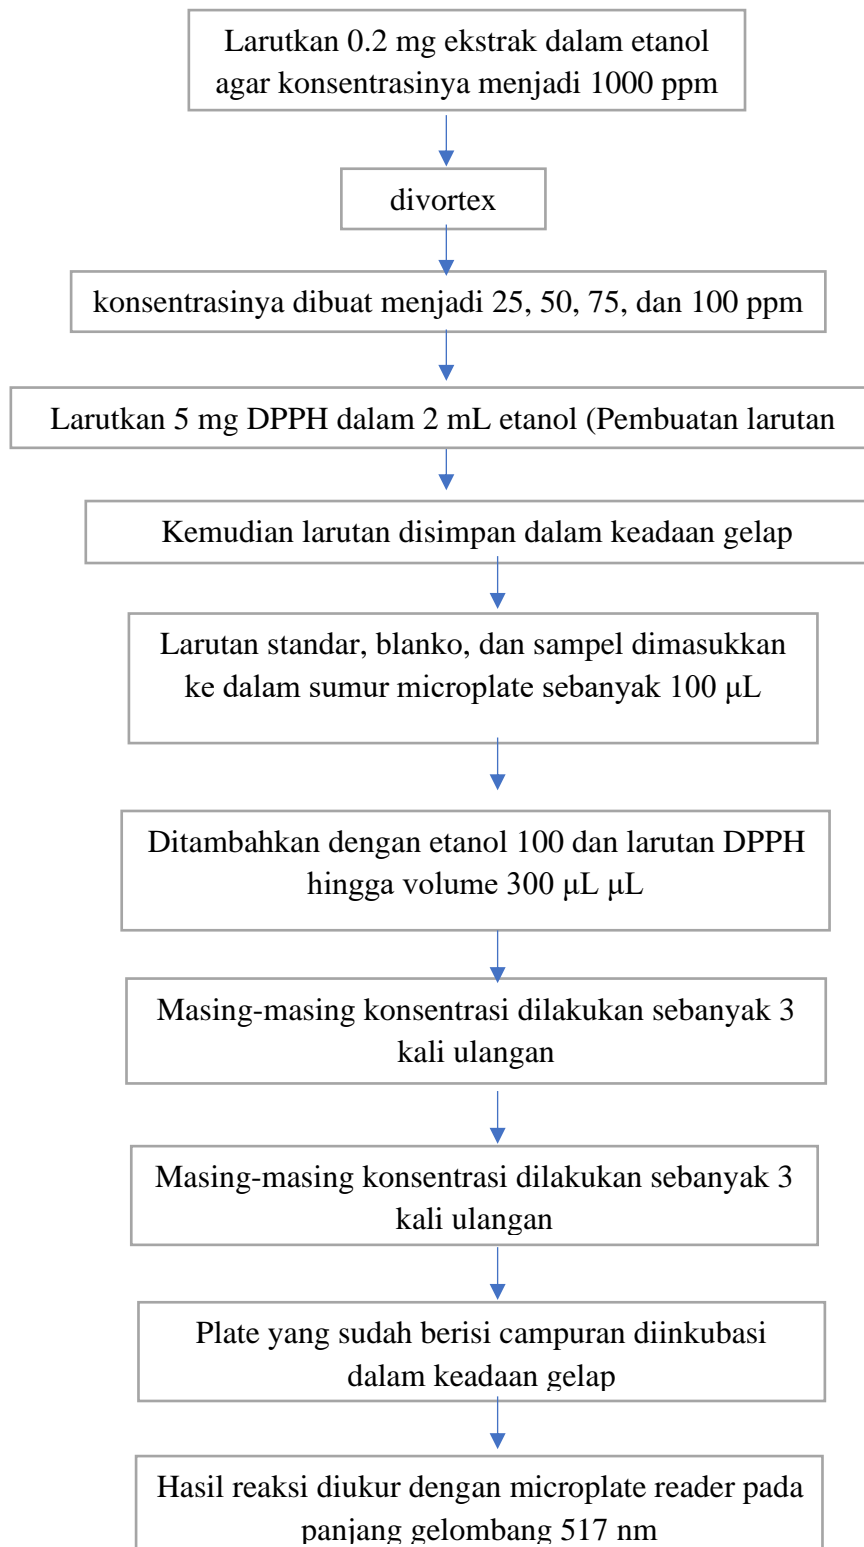 Larutkan 0.2 mg ekstrak dalam etanol
agar konsentrasinya menjadi 1000 ppm
divortex
konsentrasinya dibuat menjadi 25, 50, 75, dan 100 ppm
Larutkan 5 mg DPPH dalam 2 mL etanol (Pembuatan larutan
Kemudian larutan disimpan dalam keadaan gelap
Larutan standar, blanko, dan sampel dimasukkan
ke dalam sumur microplate sebanyak 100 μL
Ditambahkan dengan etanol 100 dan larutan DPPH
hingga volume 300 μL μL
Masing-masing konsentrasi dilakukan sebanyak 3
kali ulangan
Masing-masing konsentrasi dilakukan sebanyak 3
kali ulangan
Plate yang sudah berisi campuran diinkubasi
dalam keadaan gelap
Hasil reaksi diukur dengan microplate reader pada
panjang gelombang 517 nm